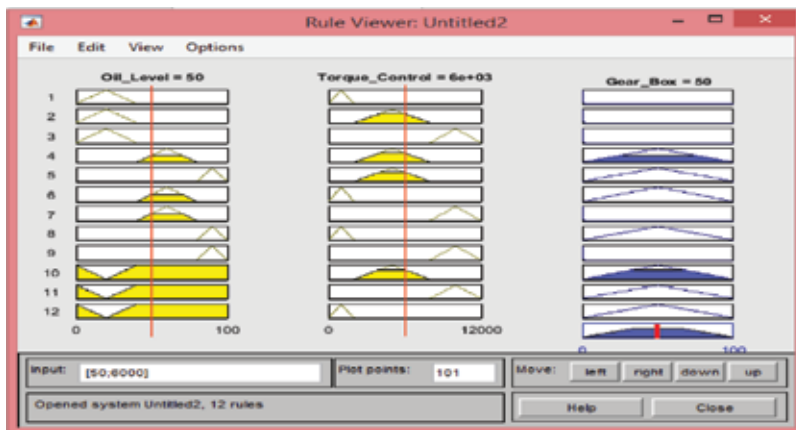 Rule Viewer: Untitled2
File Edit View Options
Oil_Level = 50 Torque_Control = 6e+03 Gear_Box = 50
1
2
3
4
5
6
7
8
9
10
11
12
0 100 0 12000
0 100
Input: [50;6000] Plot points: 101 Move: left right down up
Opened system Untitled2, 12 rules Help Close